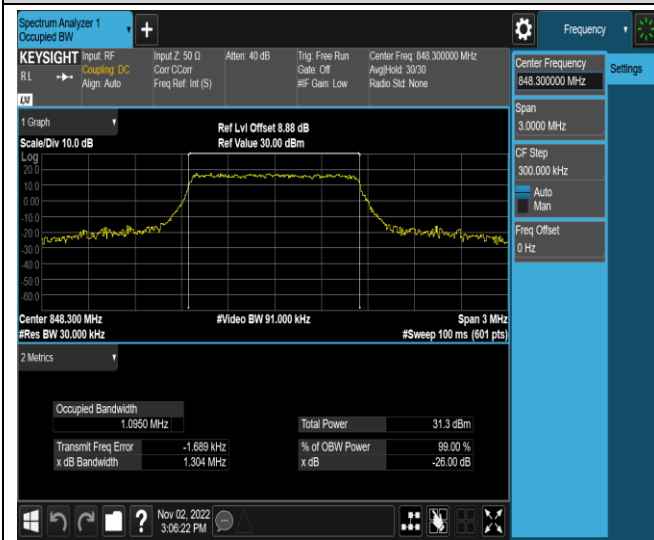 Spectrum Analyzer 1
Occupied BW
Frequency
KEYSIGHT Input: RF Input Z: 50 Ω Atten: 40 dB Trig: Free Run Center Freq: 848.300000 MHz
RL Coupling: DC Corr CCorr Gate: Off Avg|Hold: 30/30
Align: Auto Freq Ref: Int (S) #IF Gain: Low Radio Std: None
LXI
Center Frequency
848.300000 MHz
Settings
Span
3.0000 MHz
CF Step
300.000 kHz
Auto
Man
Freq Offset
0 Hz
1 Graph
Ref Lvl Offset 8.88 dB
Scale/Div 10.0 dB Ref Value 30.00 dBm
Log
20.0
10.0
0.00
-10.0
-20.0
-30.0
-40.0
-50.0
-60.0
Center 848.300 MHz #Video BW 91.000 kHz Span 3 MHz
#Res BW 30.000 kHz #Sweep 100 ms (601 pts)
2 Metrics
Occupied Bandwidth
1.0950 MHz Total Power 31.3 dBm
Transmit Freq Error -1.689 kHz % of OBW Power 99.00 %
x dB Bandwidth 1.304 MHz x dB -26.00 dB
Nov 02, 2022
3:06:22 PM